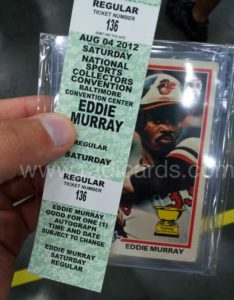 REGULAR
TICKET NUMBER
136
AUG 04 2012
SATURDAY
NATIONAL
SPORTS
COLLECTORS
CONVENTION
BALTIMORE
CONVENTION CENTER
EDDIE
MURRAY
REGULAR
SATURDAY
REGULAR
TICKET NUMBER
136
EDDIE MURRAY
GOOD FOR ONE (1)
AUTOGRAPH
TIME AND DATE
SUBJECT TO CHANGE
EDDIE MURRAY
SATURDAY
REGULAR
EDDIE MURRAY